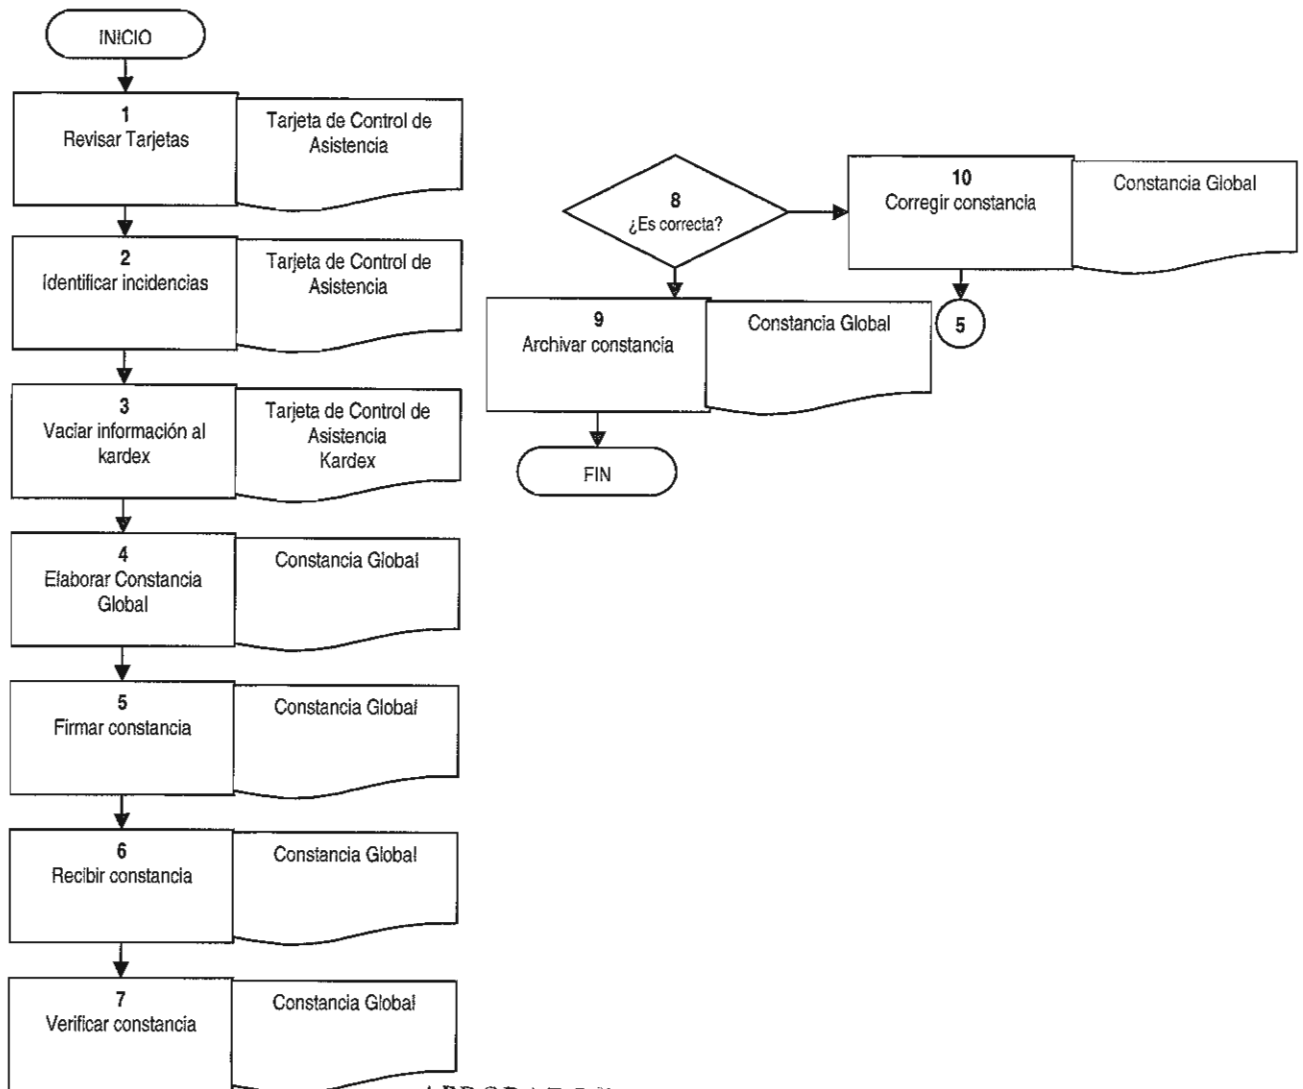 INICIO
1
Revisar Tarjetas
Tarjeta de Control de
Asistencia
2
Identificar incidencias
Tarjeta de Control de
Asistencia
3
Vaciar información al
kardex
Tarjeta de Control de
Asistencia
Kardex
4
Elaborar Constancia
Global
Constancia Global
5
Firmar constancia
Constancia Global
6
Recibir constancia
Constancia Global
7
Verificar constancia
Constancia Global
8
¿Es correcta?
10
Corregir constancia
Constancia Global
5
9
Archivar constancia
Constancia Global
FIN